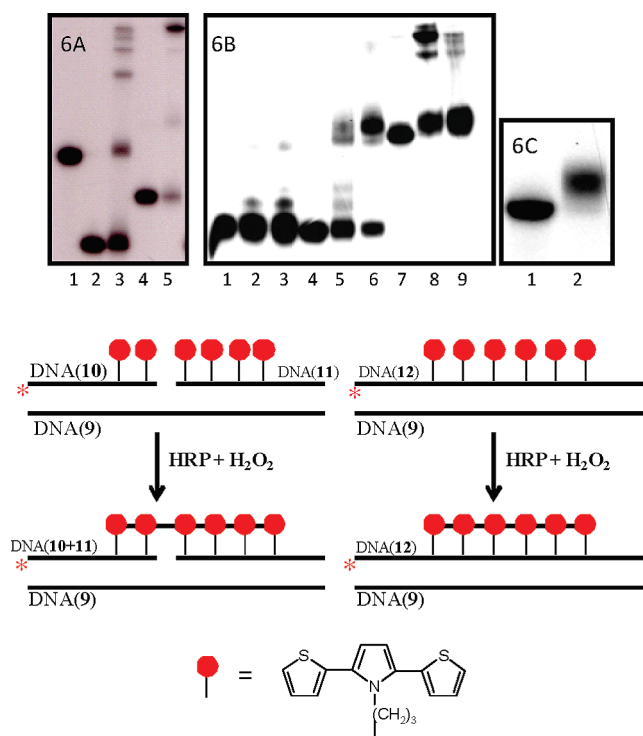 6A
1 2 3 4 5
6B
1 2 3 4 5 6 7 8 9
6C
1 2
DNA(10)
DNA(11)
*
DNA(9)
HRP + H₂O₂
DNA(10+11)
*
DNA(9)
DNA(12)
*
DNA(9)
HRP + H₂O₂
DNA(12)
*
DNA(9)
=
S
S
N
(CH₂)₃